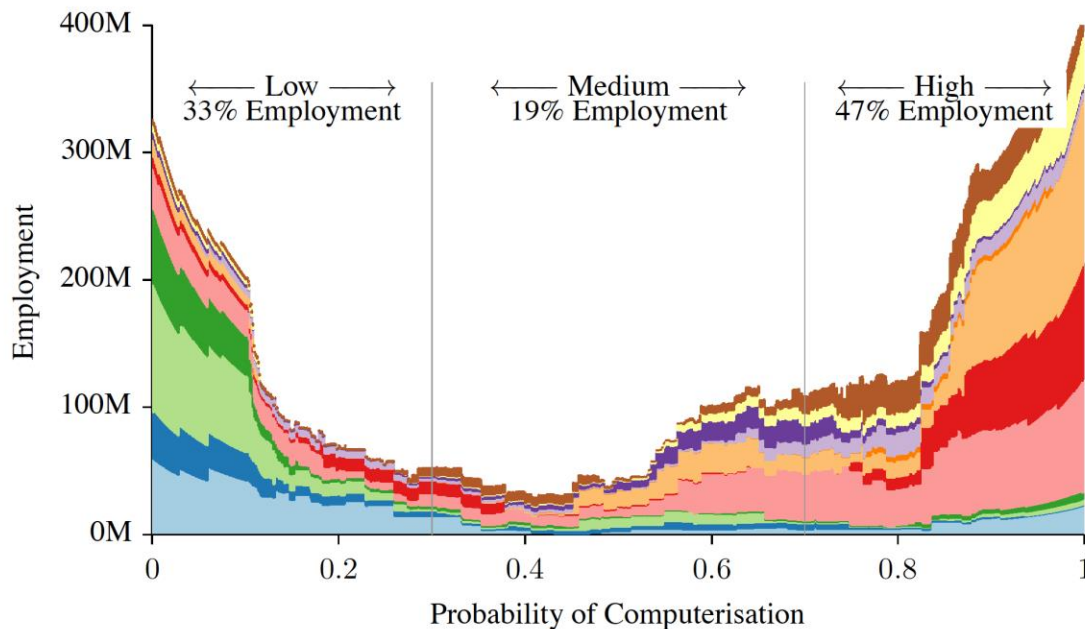 400M
300M
200M
100M
0M
Employment
←—— Low ——→
33% Employment
←—— Medium ——→
19% Employment
←—— High ——→
47% Employment
0 0.2 0.4 0.6 0.8 1
Probability of Computerisation